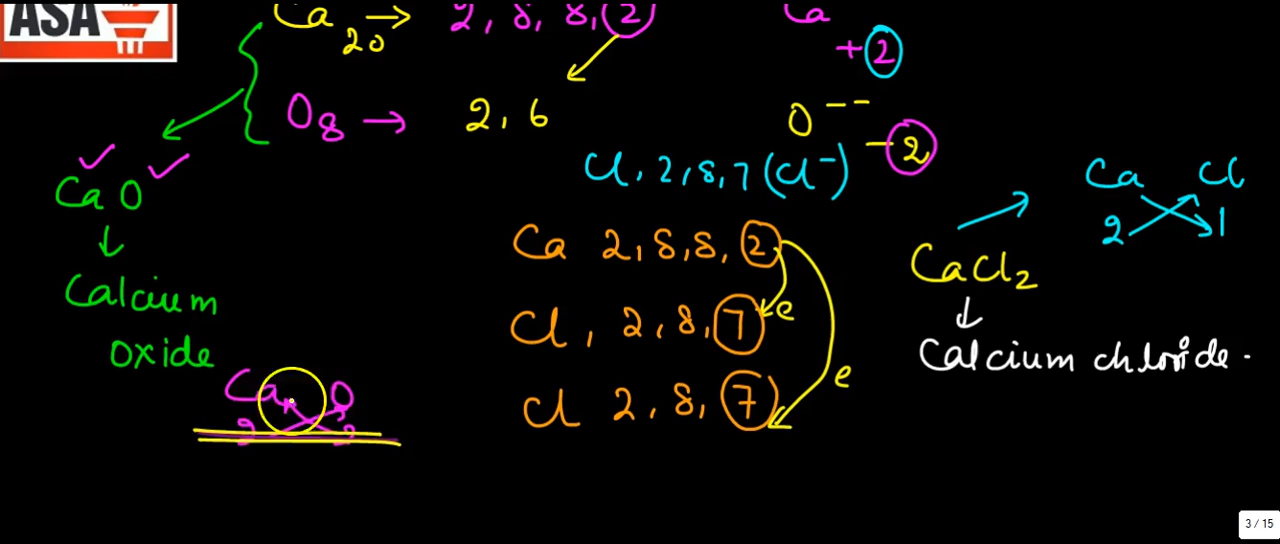 ASA
Ca 20 → 2, 8, 8, 2
Ca +2
O8 → 2, 6
O -- -2
Cl, 2, 8, 7 (Cl⁻)
CaO
↓
Calcium
oxide
Ca O
2 2
Ca 2, 8, 8, 2
Cl, 2, 8, 7 e
Cl 2, 8, 7 e
Ca Cl
2 1
CaCl₂
↓
Calcium chloride.
3 / 15